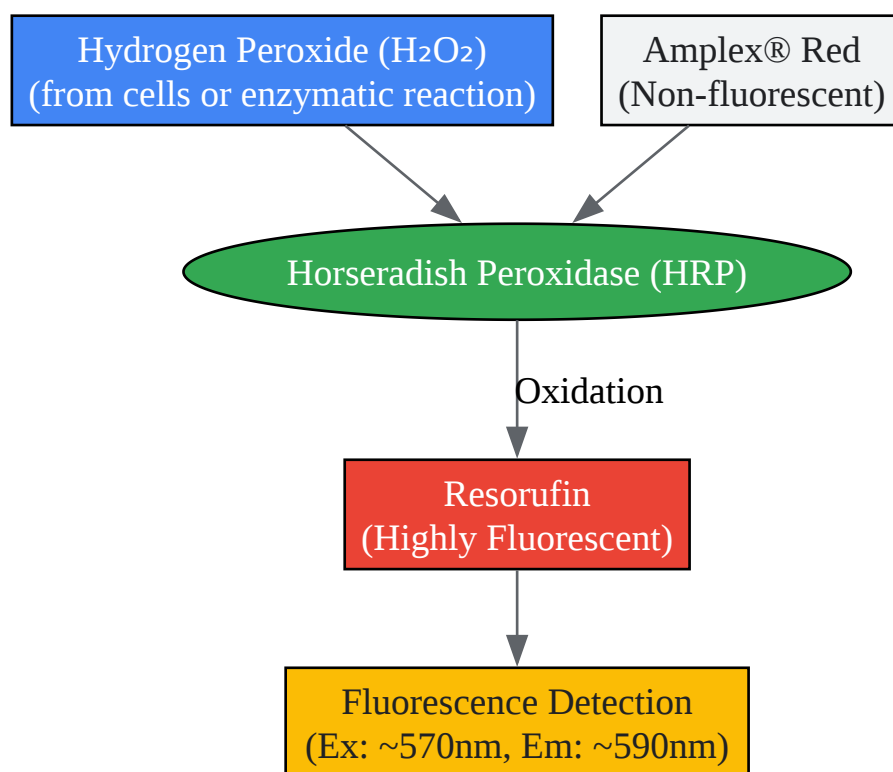 Hydrogen Peroxide (H₂O₂)
(from cells or enzymatic reaction)
Amplex® Red
(Non-fluorescent)
Horseradish Peroxidase (HRP)
Oxidation
Resorufin
(Highly Fluorescent)
Fluorescence Detection
(Ex: ~570nm, Em: ~590nm)